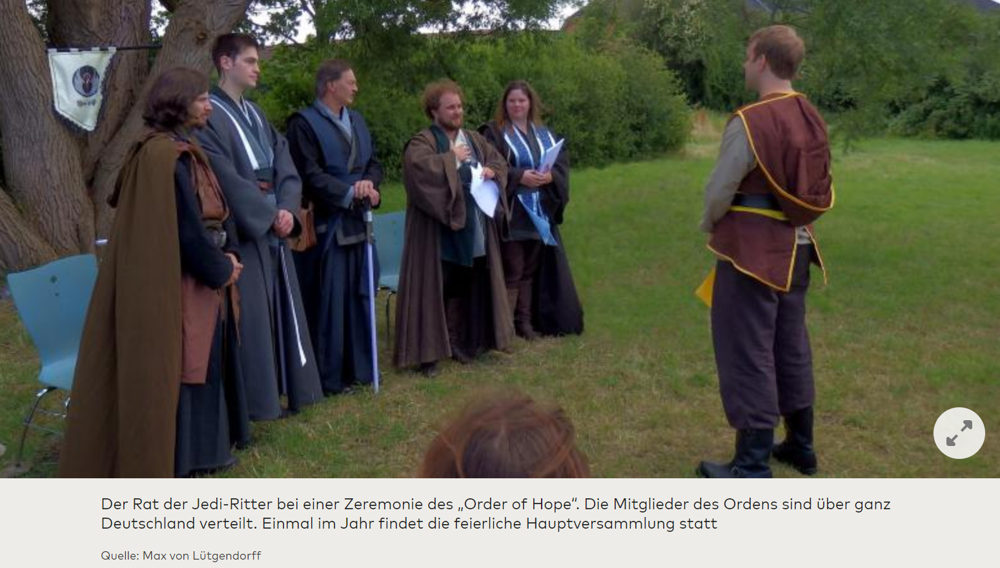 Der Rat der Jedi-Ritter bei einer Zeremonie des „Order of Hope“. Die Mitglieder des Ordens sind über ganz
Deutschland verteilt. Einmal im Jahr findet die feierliche Hauptversammlung statt
Quelle: Max von Lütgendorff